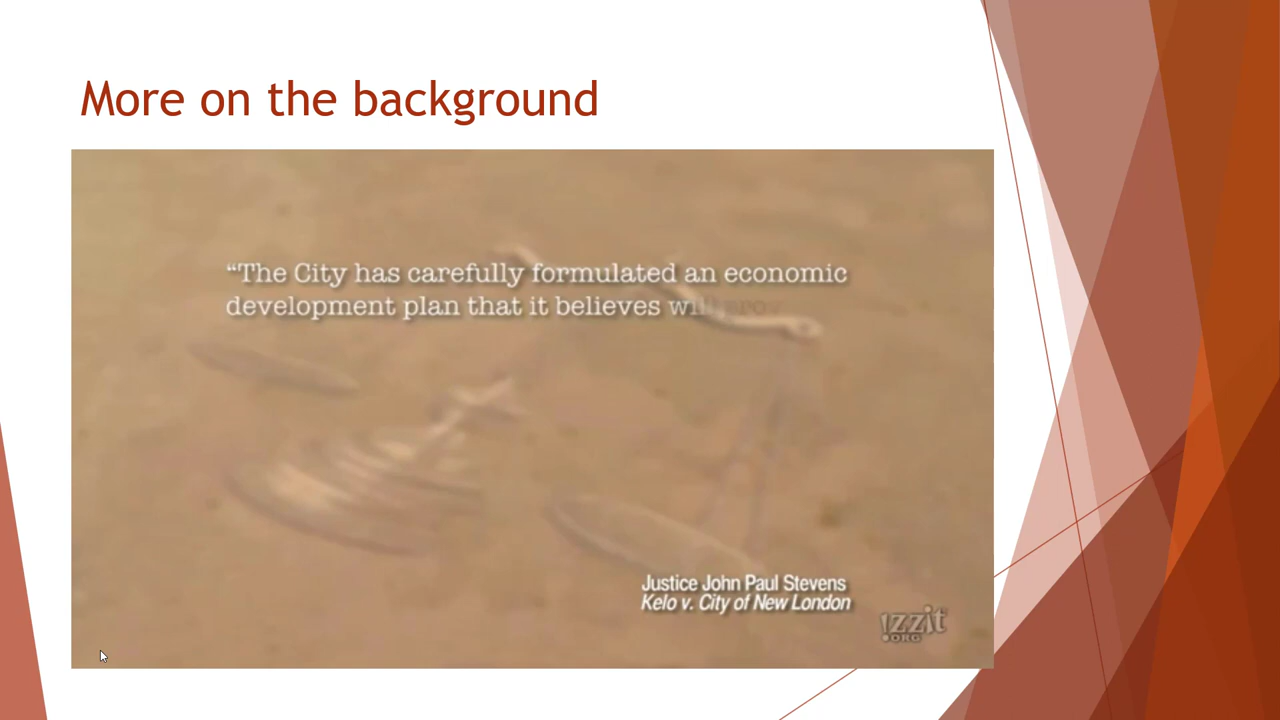 More on the background
“The City has carefully formulated an economic
development plan that it believes will
Justice John Paul Stevens
Kelo v. City of New London
!zzit
.ORG